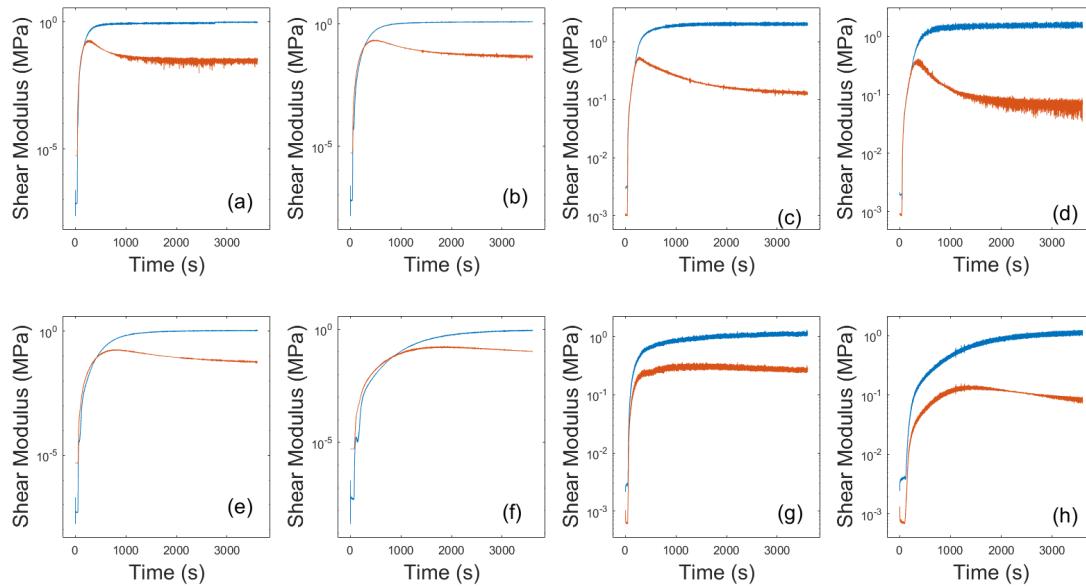 Shear Modulus (MPa)
10^0
10^-5
0 1000 2000 3000
Time (s)
(a)
Shear Modulus (MPa)
10^0
10^-5
0 1000 2000 3000
Time (s)
(b)
Shear Modulus (MPa)
10^0
10^-1
10^-2
10^-3
0 1000 2000 3000
Time (s)
(c)
Shear Modulus (MPa)
10^0
10^-1
10^-2
10^-3
0 1000 2000 3000
Time (s)
(d)
Shear Modulus (MPa)
10^0
10^-5
0 1000 2000 3000
Time (s)
(e)
Shear Modulus (MPa)
10^0
10^-5
0 1000 2000 3000
Time (s)
(f)
Shear Modulus (MPa)
10^0
10^-1
10^-2
10^-3
0 1000 2000 3000
Time (s)
(g)
Shear Modulus (MPa)
10^0
10^-1
10^-2
10^-3
0 1000 2000 3000
Time (s)
(h)